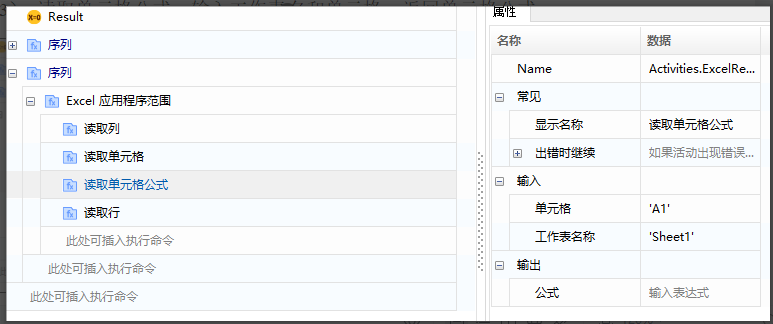 X=0 Result
序列
序列
Excel 应用程序范围
读取列
读取单元格
读取单元格公式
读取行
此处可插入执行命令
此处可插入执行命令
此处可插入执行命令
属性
名称 数据
Name Activities.ExcelRe...
常见
显示名称 读取单元格公式
出错时继续 如果活动出现错误...
输入
单元格 'A1'
工作表名称 'Sheet1'
输出
公式 输入表达式